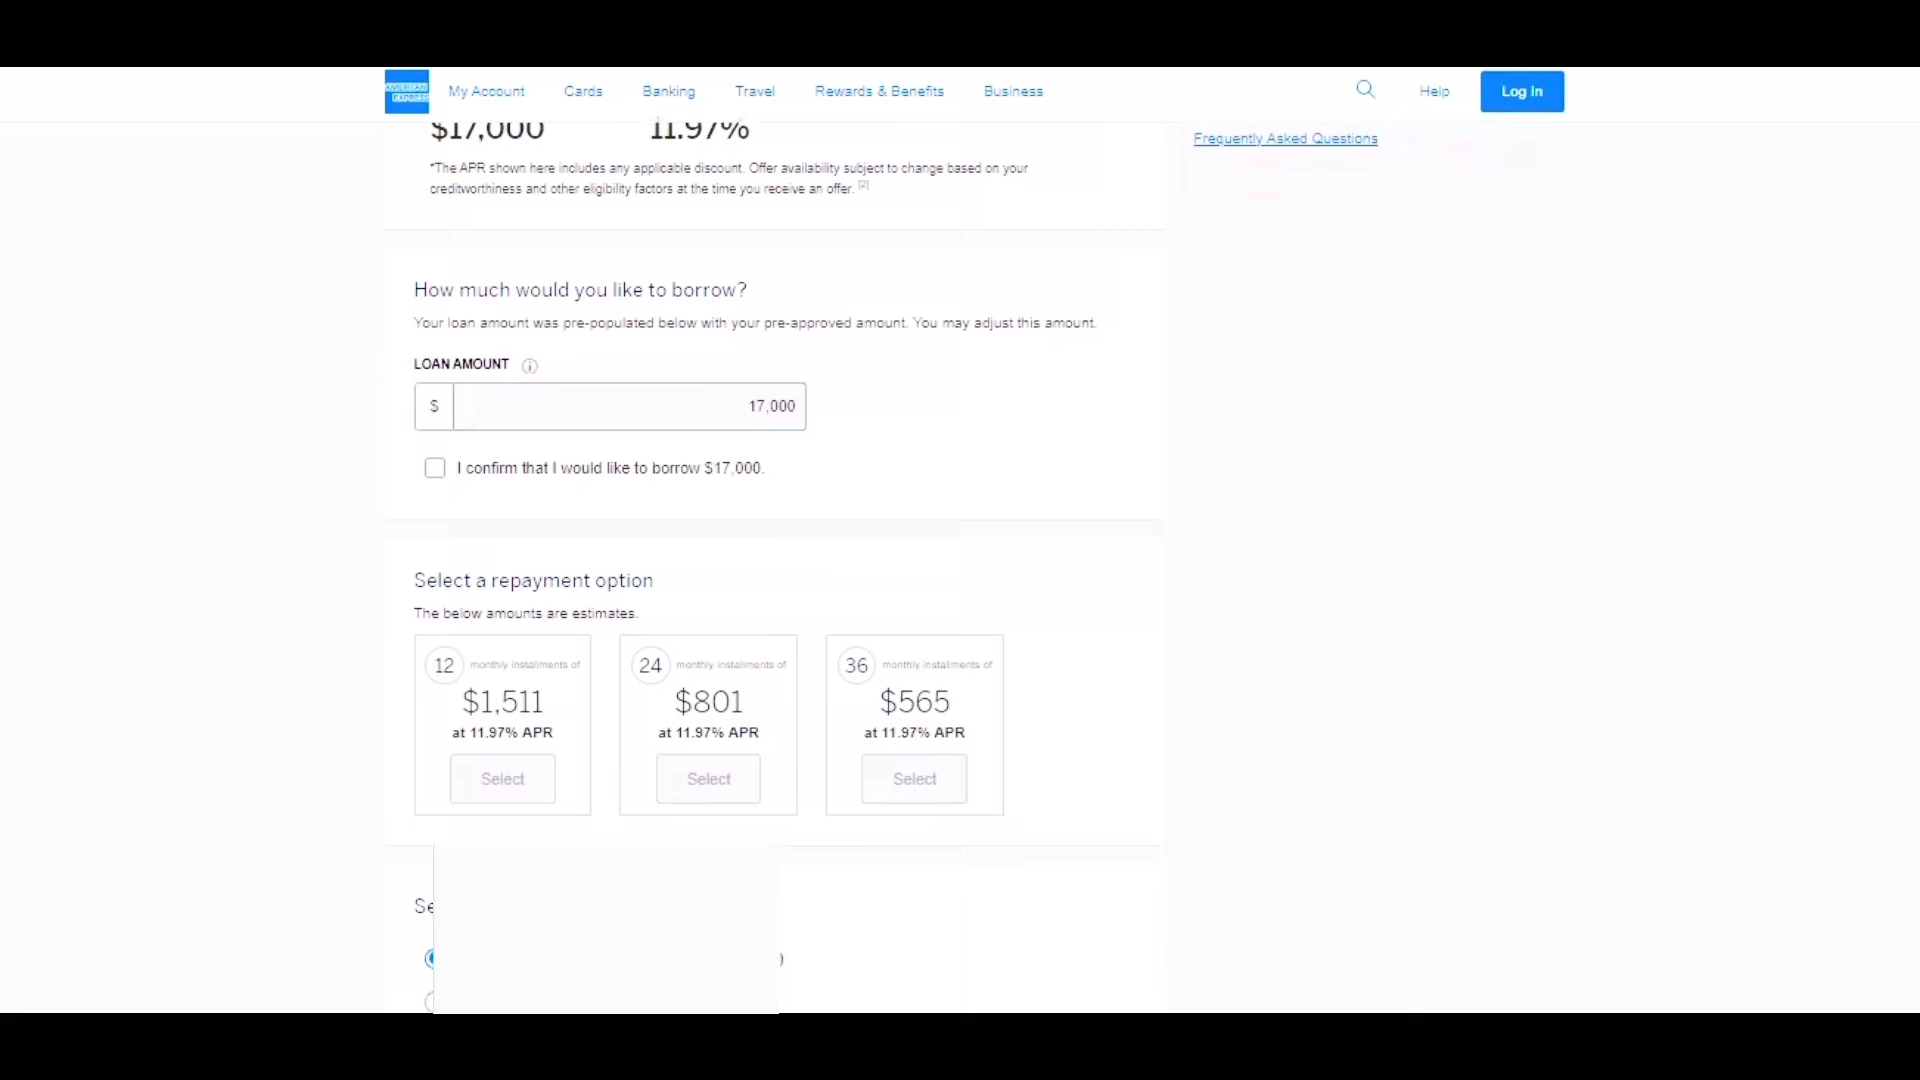 AMERICAN
EXPRESS
My Account
Cards
Banking
Travel
Rewards & Benefits
Business
Help
Log In
$17,000
11.97%
Frequently Asked Questions
*The APR shown here includes any applicable discount. Offer availability subject to change based on your
creditworthiness and other eligibility factors at the time you receive an offer. [2]
How much would you like to borrow?
Your loan amount was pre-populated below with your pre-approved amount. You may adjust this amount.
LOAN AMOUNT
$ 17,000
I confirm that I would like to borrow $17,000.
Select a repayment option
The below amounts are estimates.
12 monthly installments of
$1,511
at 11.97% APR
Select
24 monthly installments of
$801
at 11.97% APR
Select
36 monthly installments of
$565
at 11.97% APR
Select
Se